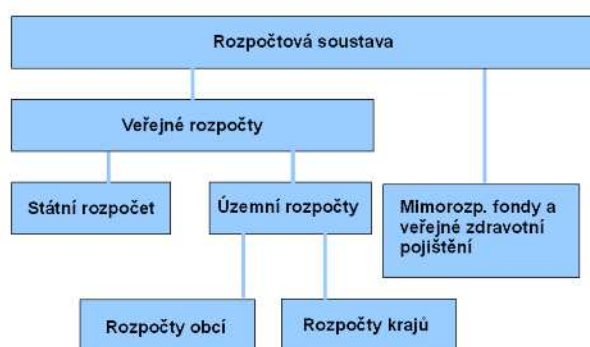 Rozpočtová soustava
Veřejné rozpočty
Státní rozpočet
Územní rozpočty
Mimorozp. fondy a
veřejné zdravotní
pojištění
Rozpočty obcí
Rozpočty krajů